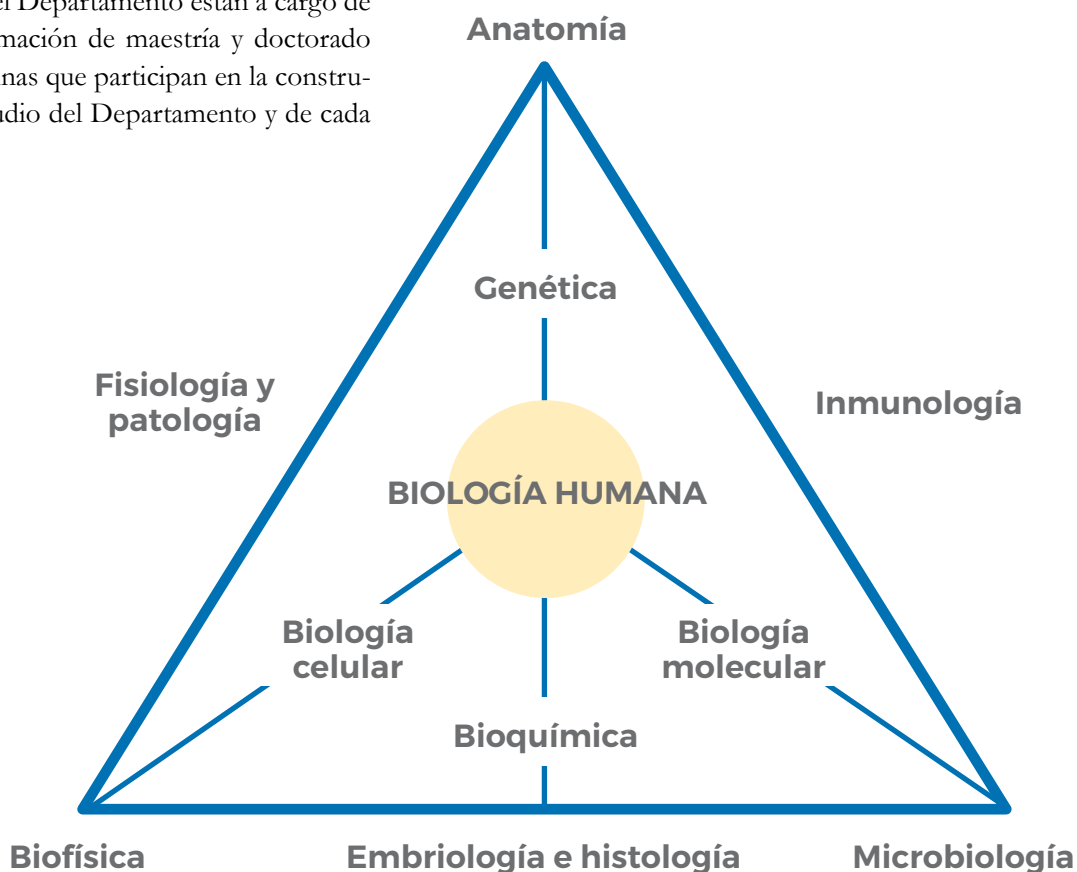 el Departamento están a cargo de
mación de maestría y doctorado
nas que participan en la constru-
udio del Departamento y de cada
Anatomía
Genética
Fisiología y
patología
Inmunología
BIOLOGÍA HUMANA
Biología
celular
Biología
molecular
Bioquímica
Biofísica
Embriología e histología
Microbiología